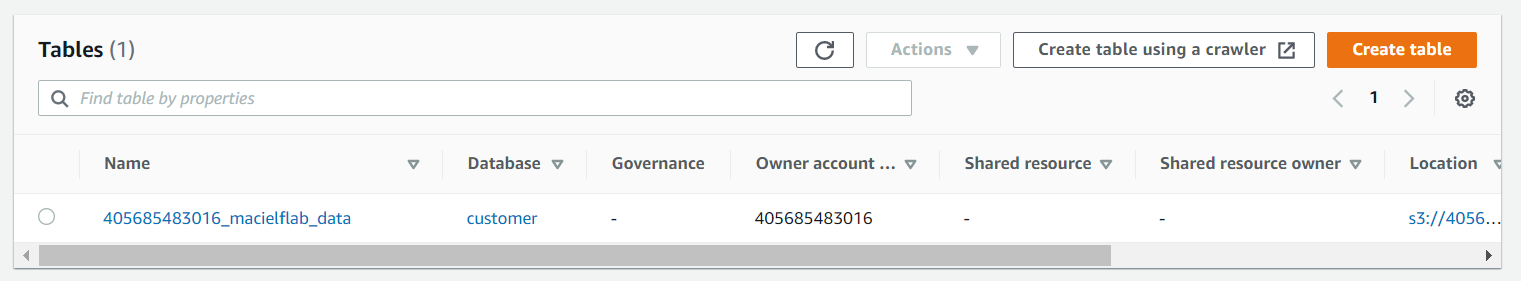 Tables (1)
Actions
Create table using a crawler
Create table
Find table by properties
1
Name Database Governance Owner account ... Shared resource Shared resource owner Location
405685483016_macielflab_data customer - 405685483016 - - s3://4056...